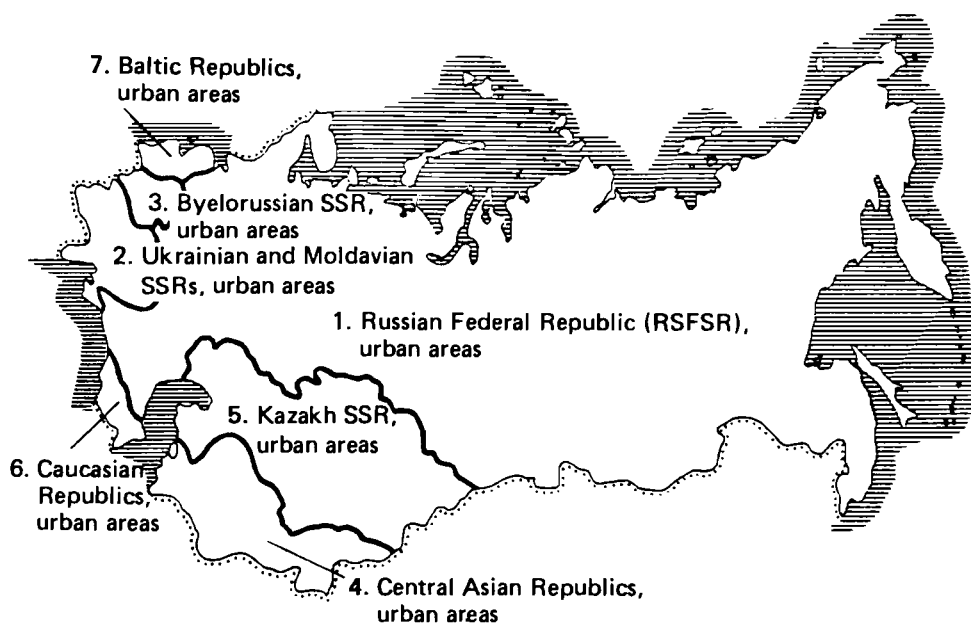 7. Baltic Republics,
urban areas
3. Byelorussian SSR,
urban areas
2. Ukrainian and Moldavian
SSRs, urban areas
1. Russian Federal Republic (RSFSR),
urban areas
5. Kazakh SSR,
urban areas
6. Caucasian
Republics,
urban areas
4. Central Asian Republics,
urban areas